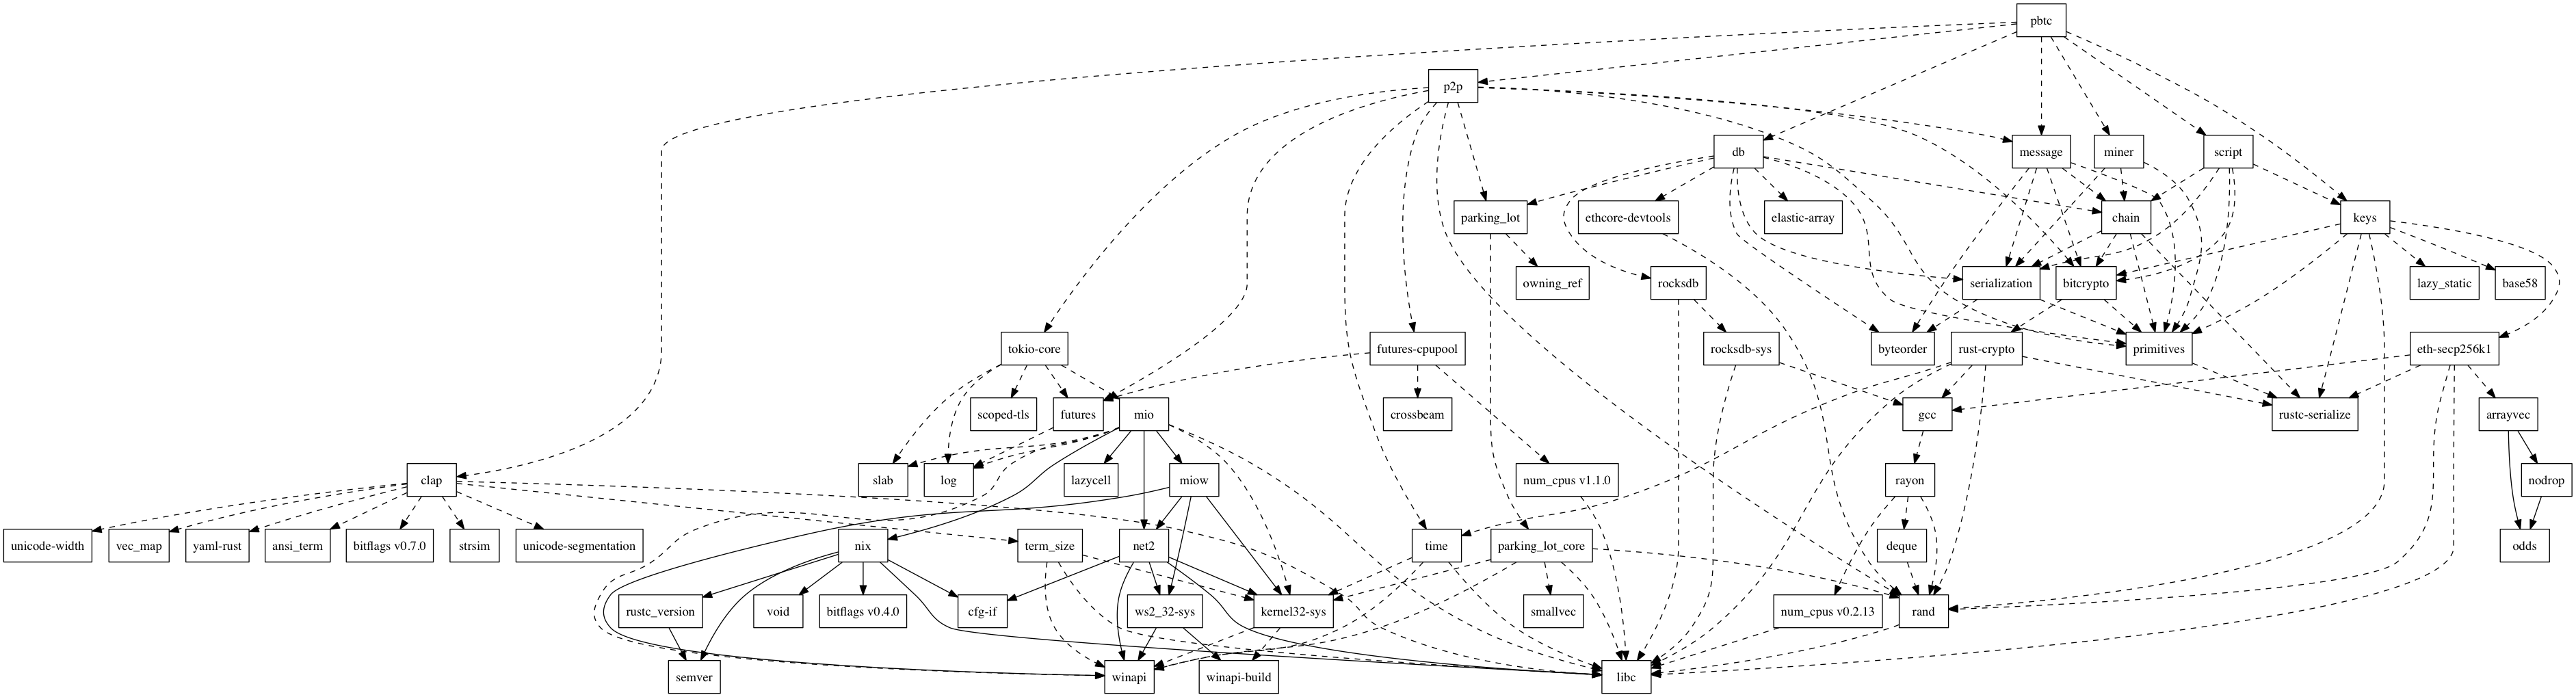 pbtc
p2p
db
message
miner
script
parking_lot
ethcore-devtools
elastic-array
chain
keys
owning_ref
rocksdb
serialization
bitcrypto
lazy_static
base58
tokio-core
futures-cpupool
rocksdb-sys
byteorder
rust-crypto
primitives
eth-secp256k1
scoped-tls
futures
mio
crossbeam
gcc
rustc-serialize
arrayvec
clap
slab
log
lazycell
miow
num_cpus v1.1.0
rayon
nodrop
unicode-width
vec_map
yaml-rust
ansi_term
bitflags v0.7.0
strsim
unicode-segmentation
nix
term_size
net2
time
parking_lot_core
deque
odds
rustc_version
void
bitflags v0.4.0
cfg-if
ws2_32-sys
kernel32-sys
smallvec
num_cpus v0.2.13
rand
semver
winapi
winapi-build
libc